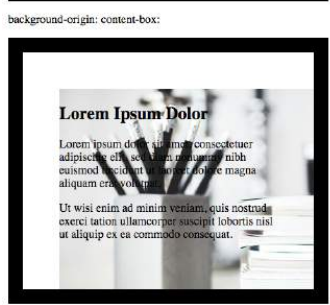 background-origin: content-box:
Lorem Ipsum Dolor
Lorem ipsum dolor sit amet, consectetuer
adipiscing elit, sed diam nonummy nibh
euismod tincidunt ut laoreet dolore magna
aliquam erat volutpat.
Ut wisi enim ad minim veniam, quis nostrud
exerci tation ullamcorper suscipit lobortis nisl
ut aliquip ex ea commodo consequat.